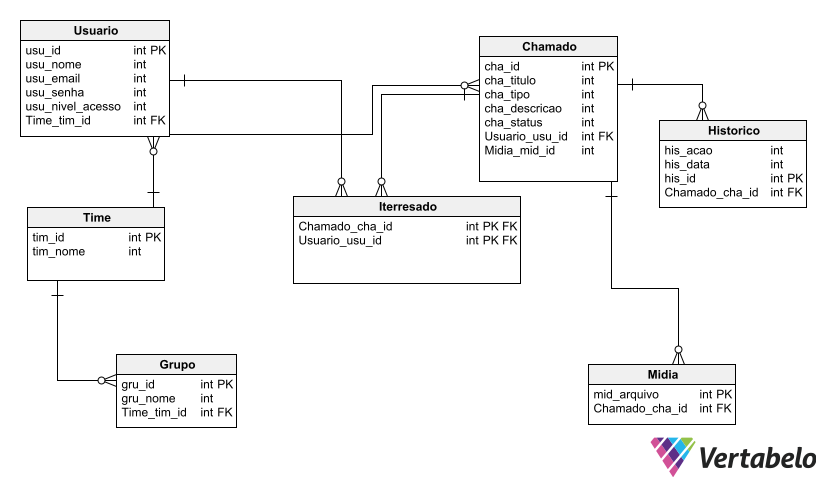 Usuario
usu_id int PK
usu_nome int
usu_email int
usu_senha int
usu_nivel_acesso int
Time_tim_id int FK
Chamado
cha_id int PK
cha_titulo int
cha_tipo int
cha_descricao int
cha_status int
Usuario_usu_id int FK
Midia_mid_id int
Historico
his_acao int
his_data int
his_id int PK
Chamado_cha_id int FK
Iterresado
Chamado_cha_id int PK FK
Usuario_usu_id int PK FK
Time
tim_id int PK
tim_nome int
Grupo
gru_id int PK
gru_nome int
Time_tim_id int FK
Midia
mid_arquivo int PK
Chamado_cha_id int FK
Vertabelo